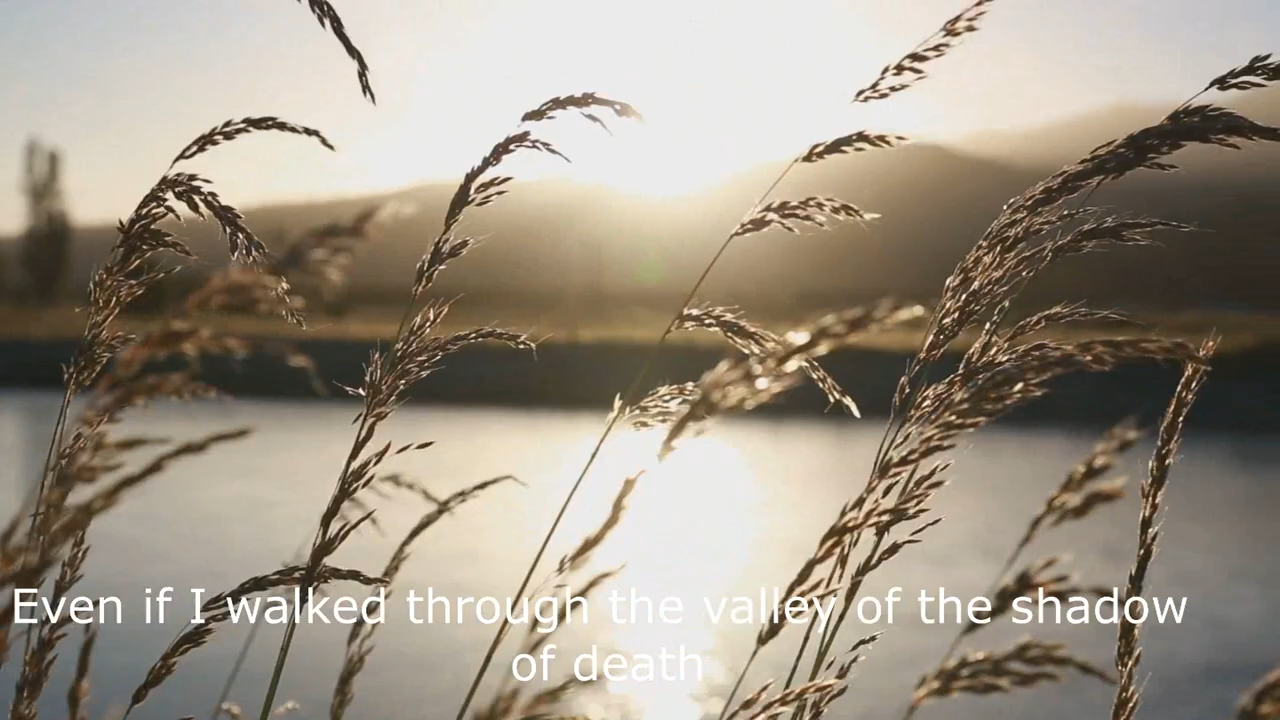 Even if I walked through the valley of the shadow
of death